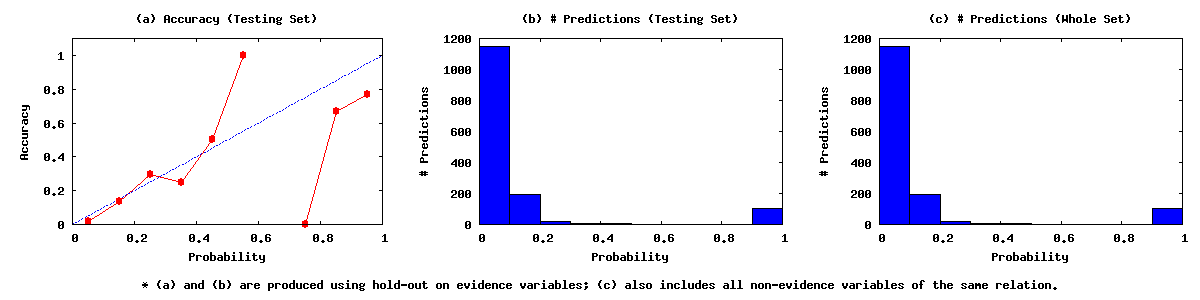 (a) Accuracy (Testing Set)
(b) # Predictions (Testing Set)
(c) # Predictions (Whole Set)
Accuracy
1
0.8
0.6
0.4
0.2
0
0 0.2 0.4 0.6 0.8 1
Probability
# Predictions
1200
1000
800
600
400
200
0
0 0.2 0.4 0.6 0.8 1
Probability
# Predictions
1200
1000
800
600
400
200
0
0 0.2 0.4 0.6 0.8 1
Probability
* (a) and (b) are produced using hold-out on evidence variables; (c) also includes all non-evidence variables of the same relation.